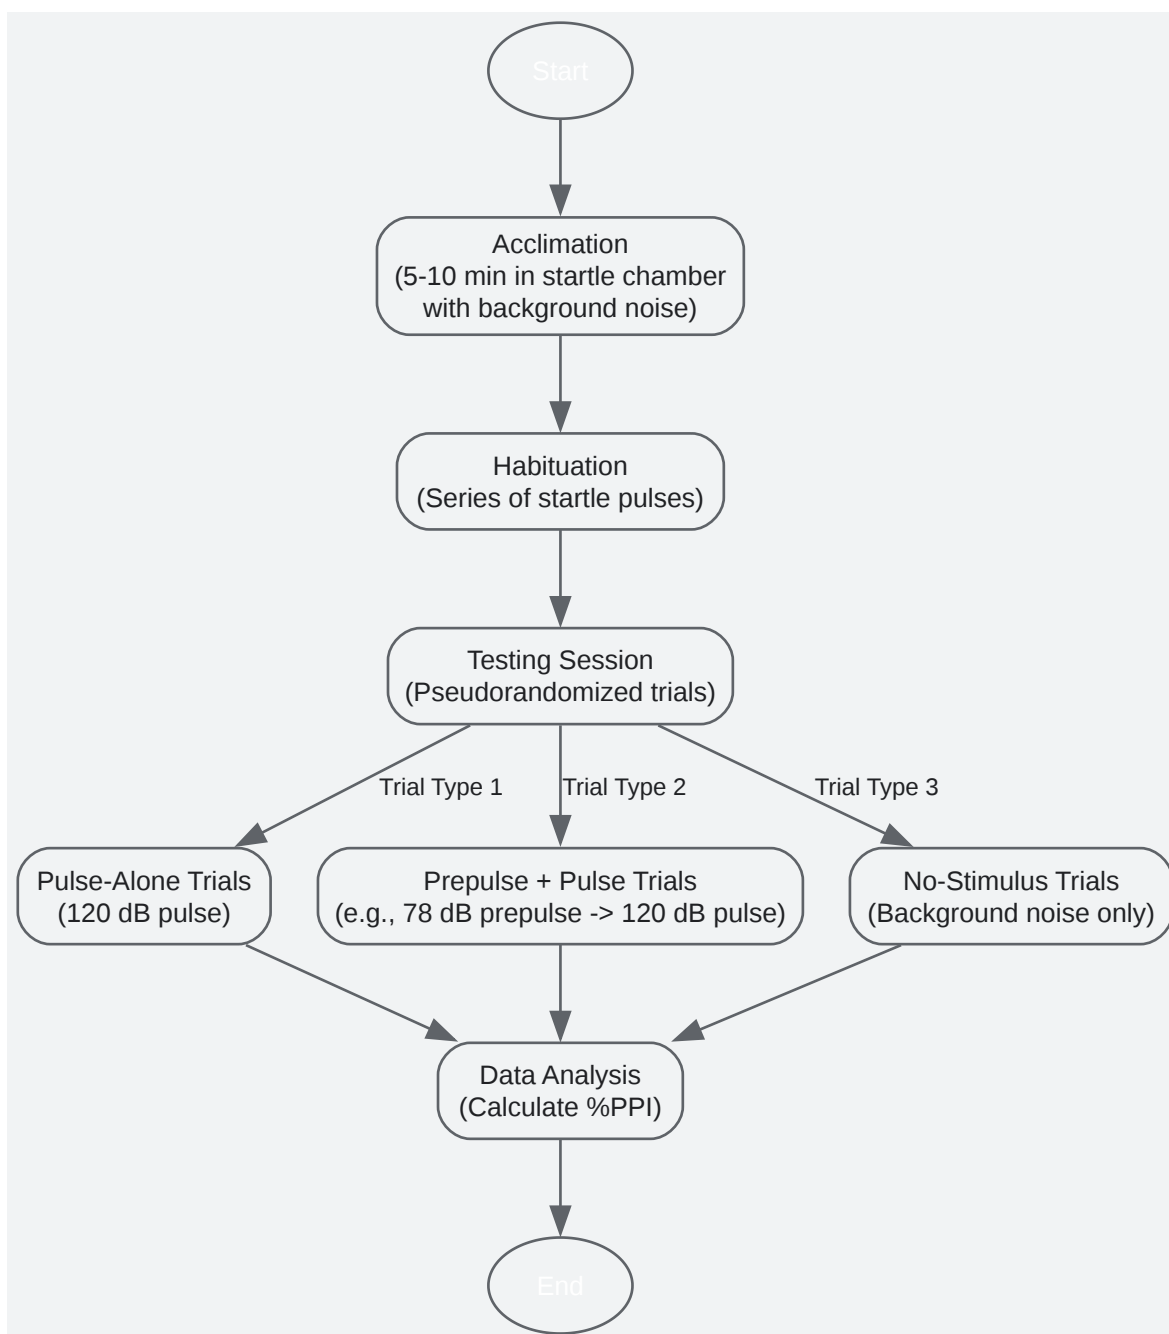 Start
Acclimation
(5-10 min in startle chamber
with background noise)
Habituation
(Series of startle pulses)
Testing Session
(Pseudorandomized trials)
Trial Type 1
Trial Type 2
Trial Type 3
Pulse-Alone Trials
(120 dB pulse)
Prepulse + Pulse Trials
(e.g., 78 dB prepulse -> 120 dB pulse)
No-Stimulus Trials
(Background noise only)
Data Analysis
(Calculate %PPI)
End